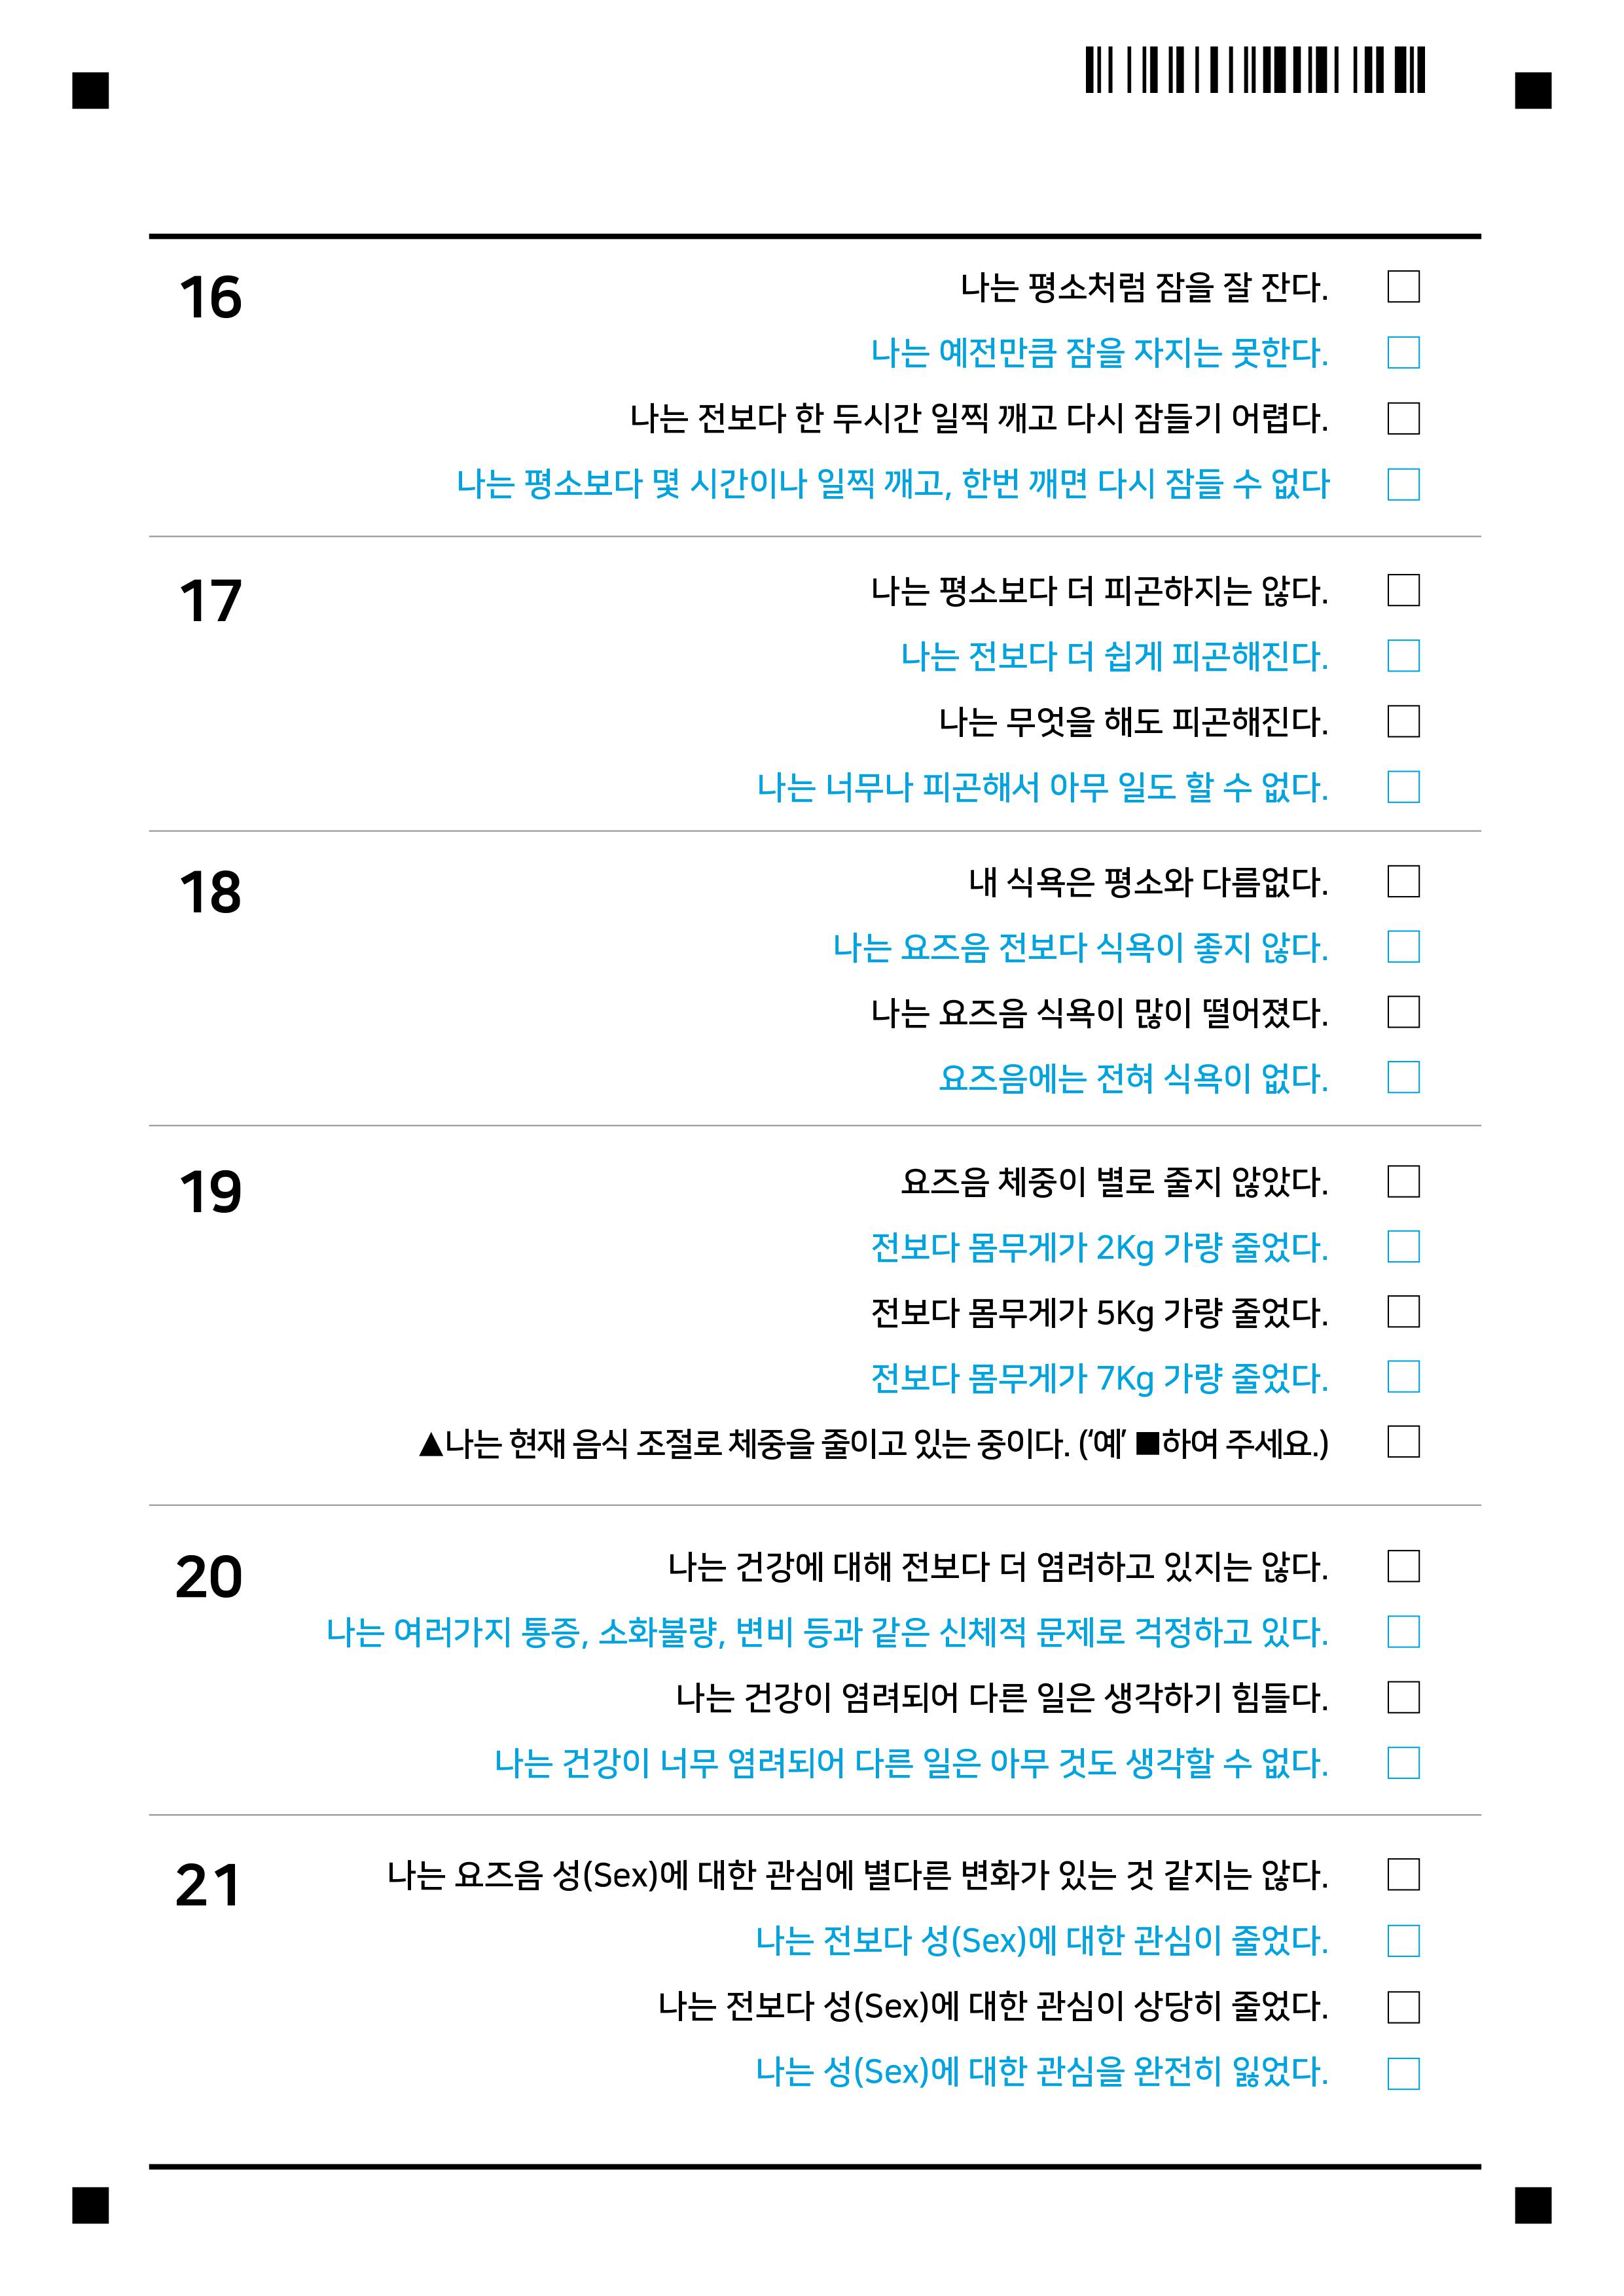 16
나는 평소처럼 잠을 잘 잔다.
나는 예전만큼 잠을 자지는 못한다.
나는 전보다 한 두시간 일찍 깨고 다시 잠들기 어렵다.
나는 평소보다 몇 시간이나 일찍 깨고, 한번 깨면 다시 잠들 수 없다
17
나는 평소보다 더 피곤하지는 않다.
나는 전보다 더 쉽게 피곤해진다.
나는 무엇을 해도 피곤해진다.
나는 너무나 피곤해서 아무 일도 할 수 없다.
18
내 식욕은 평소와 다름없다.
나는 요즈음 전보다 식욕이 좋지 않다.
나는 요즈음 식욕이 많이 떨어졌다.
요즈음에는 전혀 식욕이 없다.
19
요즈음 체중이 별로 줄지 않았다.
전보다 몸무게가 2Kg 가량 줄었다.
전보다 몸무게가 5Kg 가량 줄었다.
전보다 몸무게가 7Kg 가량 줄었다.
▲나는 현재 음식 조절로 체중을 줄이고 있는 중이다. (‘예’ ■하여 주세요.)
20
나는 건강에 대해 전보다 더 염려하고 있지는 않다.
나는 여러가지 통증, 소화불량, 변비 등과 같은 신체적 문제로 걱정하고 있다.
나는 건강이 염려되어 다른 일은 생각하기 힘들다.
나는 건강이 너무 염려되어 다른 일은 아무 것도 생각할 수 없다.
21
나는 요즈음 성(Sex)에 대한 관심에 별다른 변화가 있는 것 같지는 않다.
나는 전보다 성(Sex)에 대한 관심이 줄었다.
나는 전보다 성(Sex)에 대한 관심이 상당히 줄었다.
나는 성(Sex)에 대한 관심을 완전히 잃었다.